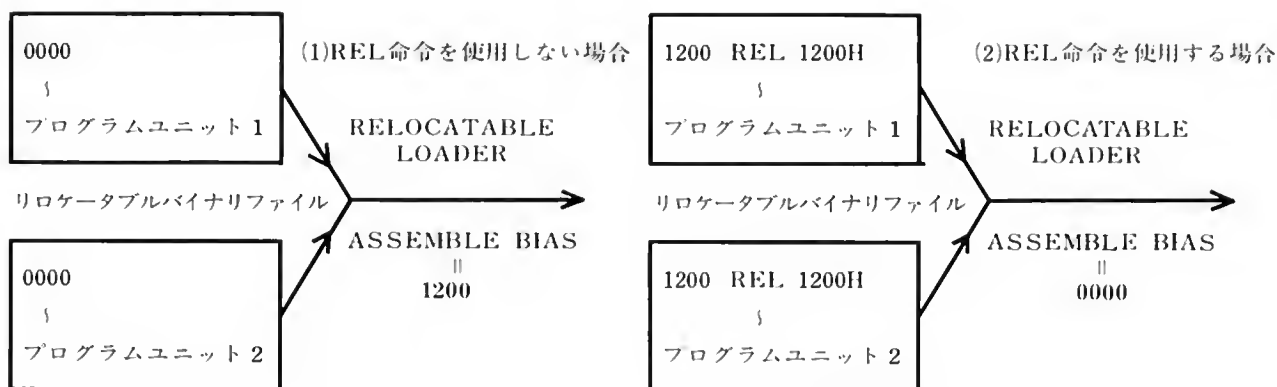 (1)REL命令を使用しない場合
0000
〜
プログラムユニット1
リロケータブルバイナリファイル
0000
〜
プログラムユニット2
RELOCATABLE
LOADER
ASSEMBLE BIAS
=
1200
(2)REL命令を使用する場合
1200 REL 1200H
〜
プログラムユニット1
リロケータブルバイナリファイル
1200 REL 1200H
〜
プログラムユニット2
RELOCATABLE
LOADER
ASSEMBLE BIAS
=
0000